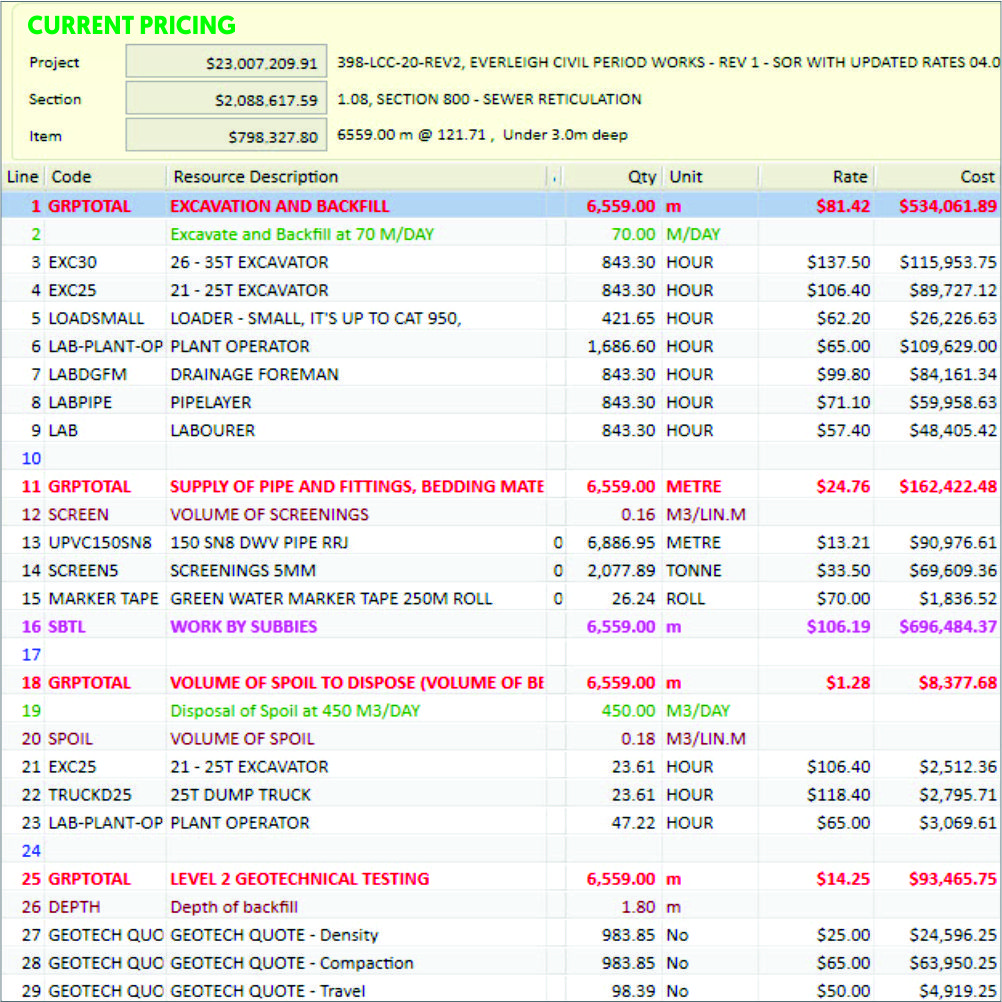 CURRENT PRICING
Project $23,007,209.91 398-LCC-20-REV2, EVERLEIGH CIVIL PERIOD WORKS - REV 1 - SOR WITH UPDATED RATES 04.0
Section $2,088,617.59 1.08, SECTION 800 - SEWER RETICULATION
Item $798,327.80 6559.00 m @ 121.71 , Under 3.0m deep
Line Code Resource Description Qty Unit Rate Cost
1 GRPTOTAL EXCAVATION AND BACKFILL 6,559.00 m $81.42 $534,061.89
2 Excavate and Backfill at 70 M/DAY 70.00 M/DAY
3 EXC30 26 - 35T EXCAVATOR 843.30 HOUR $137.50 $115,953.75
4 EXC25 21 - 25T EXCAVATOR 843.30 HOUR $106.40 $89,727.12
5 LOADSMALL LOADER - SMALL, IT'S UP TO CAT 950, 421.65 HOUR $62.20 $26,226.63
6 LAB-PLANT-OP PLANT OPERATOR 1,686.60 HOUR $65.00 $109,629.00
7 LABDGFM DRAINAGE FOREMAN 843.30 HOUR $99.80 $84,161.34
8 LABPIPE PIPELAYER 843.30 HOUR $71.10 $59,958.63
9 LAB LABOURER 843.30 HOUR $57.40 $48,405.42
10
11 GRPTOTAL SUPPLY OF PIPE AND FITTINGS, BEDDING MATE 6,559.00 METRE $24.76 $162,422.48
12 SCREEN VOLUME OF SCREENINGS 0.16 M3/LIN.M
13 UPVC150SN8 150 SN8 DWV PIPE RRJ 0 6,886.95 METRE $13.21 $90,976.61
14 SCREEN5 SCREENINGS 5MM 0 2,077.89 TONNE $33.50 $69,609.36
15 MARKER TAPE GREEN WATER MARKER TAPE 250M ROLL 0 26.24 ROLL $70.00 $1,836.52
16 SBTL WORK BY SUBBIES 6,559.00 m $106.19 $696,484.37
17
18 GRPTOTAL VOLUME OF SPOIL TO DISPOSE (VOLUME OF BE 6,559.00 m $1.28 $8,377.68
19 Disposal of Spoil at 450 M3/DAY 450.00 M3/DAY
20 SPOIL VOLUME OF SPOIL 0.18 M3/LIN.M
21 EXC25 21 - 25T EXCAVATOR 23.61 HOUR $106.40 $2,512.36
22 TRUCKD25 25T DUMP TRUCK 23.61 HOUR $118.40 $2,795.71
23 LAB-PLANT-OP PLANT OPERATOR 47.22 HOUR $65.00 $3,069.61
24
25 GRPTOTAL LEVEL 2 GEOTECHNICAL TESTING 6,559.00 m $14.25 $93,465.75
26 DEPTH Depth of backfill 1.80 m
27 GEOTECH QUO GEOTECH QUOTE - Density 983.85 No $25.00 $24,596.25
28 GEOTECH QUO GEOTECH QUOTE - Compaction 983.85 No $65.00 $63,950.25
29 GEOTECH QUO GEOTECH QUOTE - Travel 98.39 No $50.00 $4,919.25